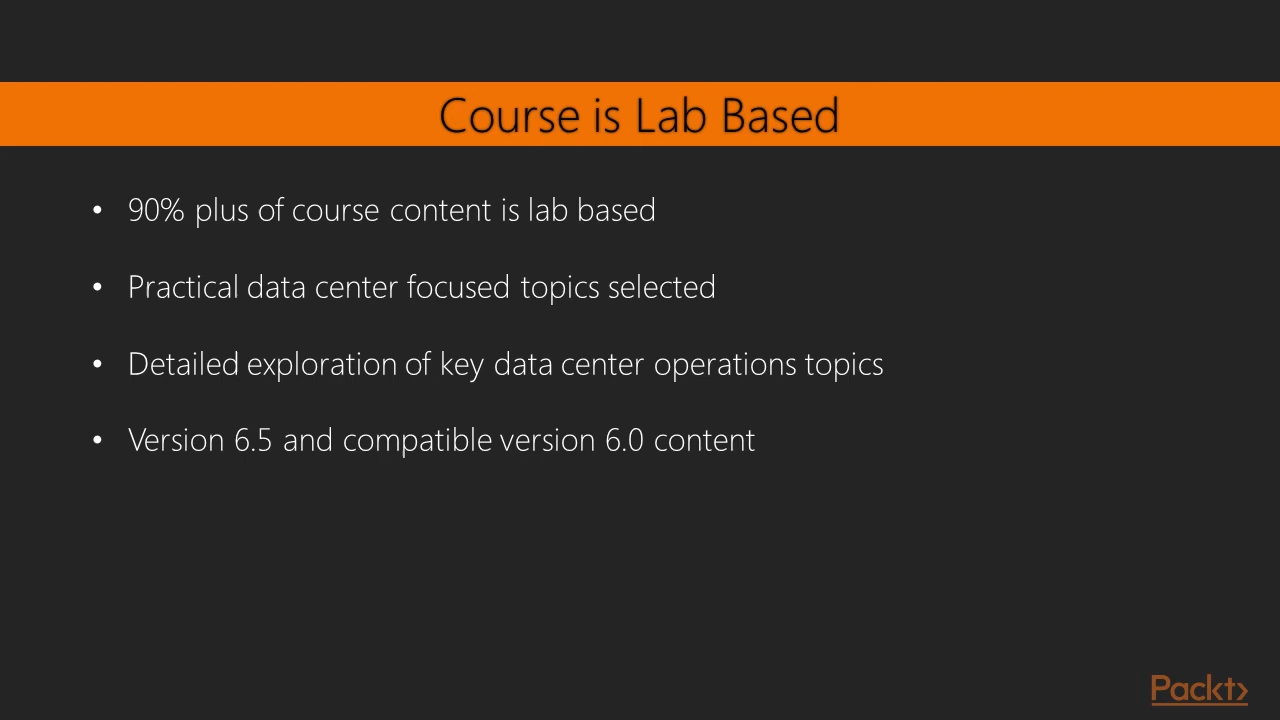 Course is Lab Based
• 90% plus of course content is lab based
• Practical data center focused topics selected
• Detailed exploration of key data center operations topics
• Version 6.5 and compatible version 6.0 content
Packt>